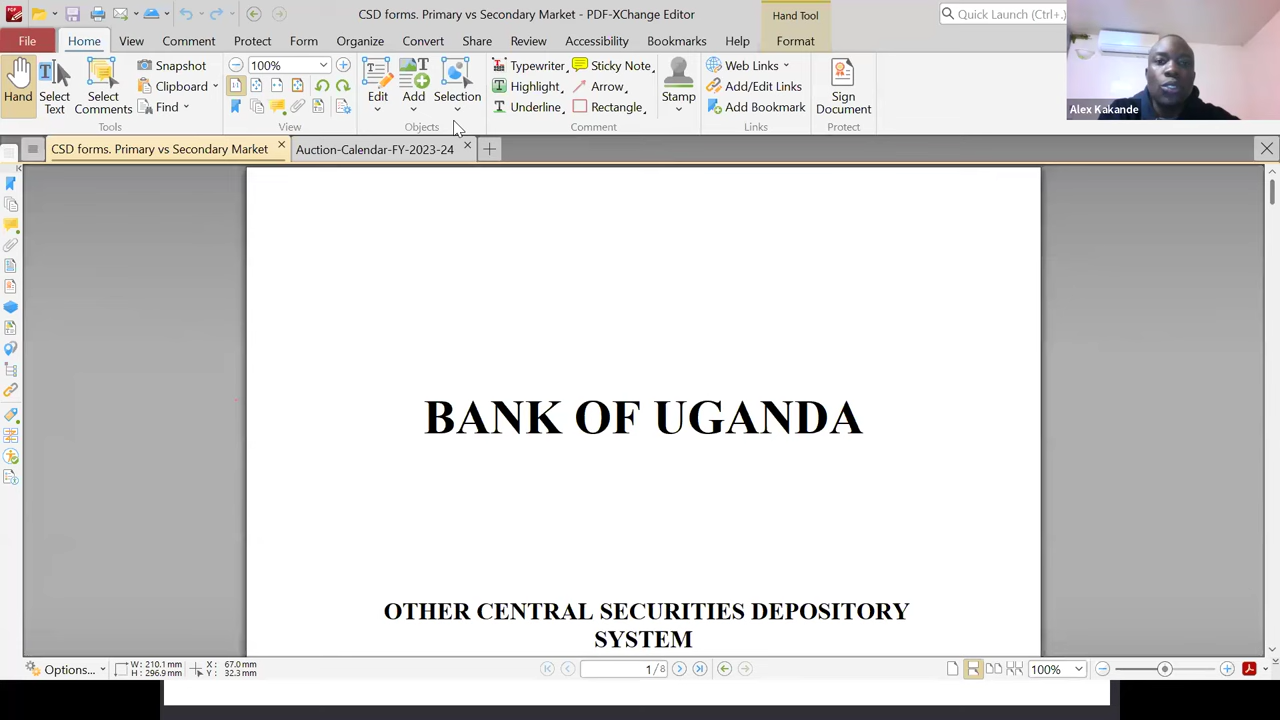 CSD forms. Primary vs Secondary Market - PDF-XChange Editor
Hand Tool
Quick Launch (Ctrl+.)
File
Home
View
Comment
Protect
Form
Organize
Convert
Share
Review
Accessibility
Bookmarks
Help
Format
Hand
Select Text
Select Comments
Snapshot
Clipboard
Find
Tools
100%
View
Edit
Add
Selection
Objects
Typewriter
Highlight
Underline
Sticky Note
Arrow
Rectangle
Stamp
Comment
Web Links
Add/Edit Links
Add Bookmark
Links
Sign Document
Protect
Alex Kakande
CSD forms. Primary vs Secondary Market
Auction-Calendar-FY-2023-24
BANK OF UGANDA
OTHER CENTRAL SECURITIES DEPOSITORY
SYSTEM
Options...
W: 210.1 mm
H: 296.9 mm
X: 67.0 mm
Y: 32.3 mm
1 / 8
100%